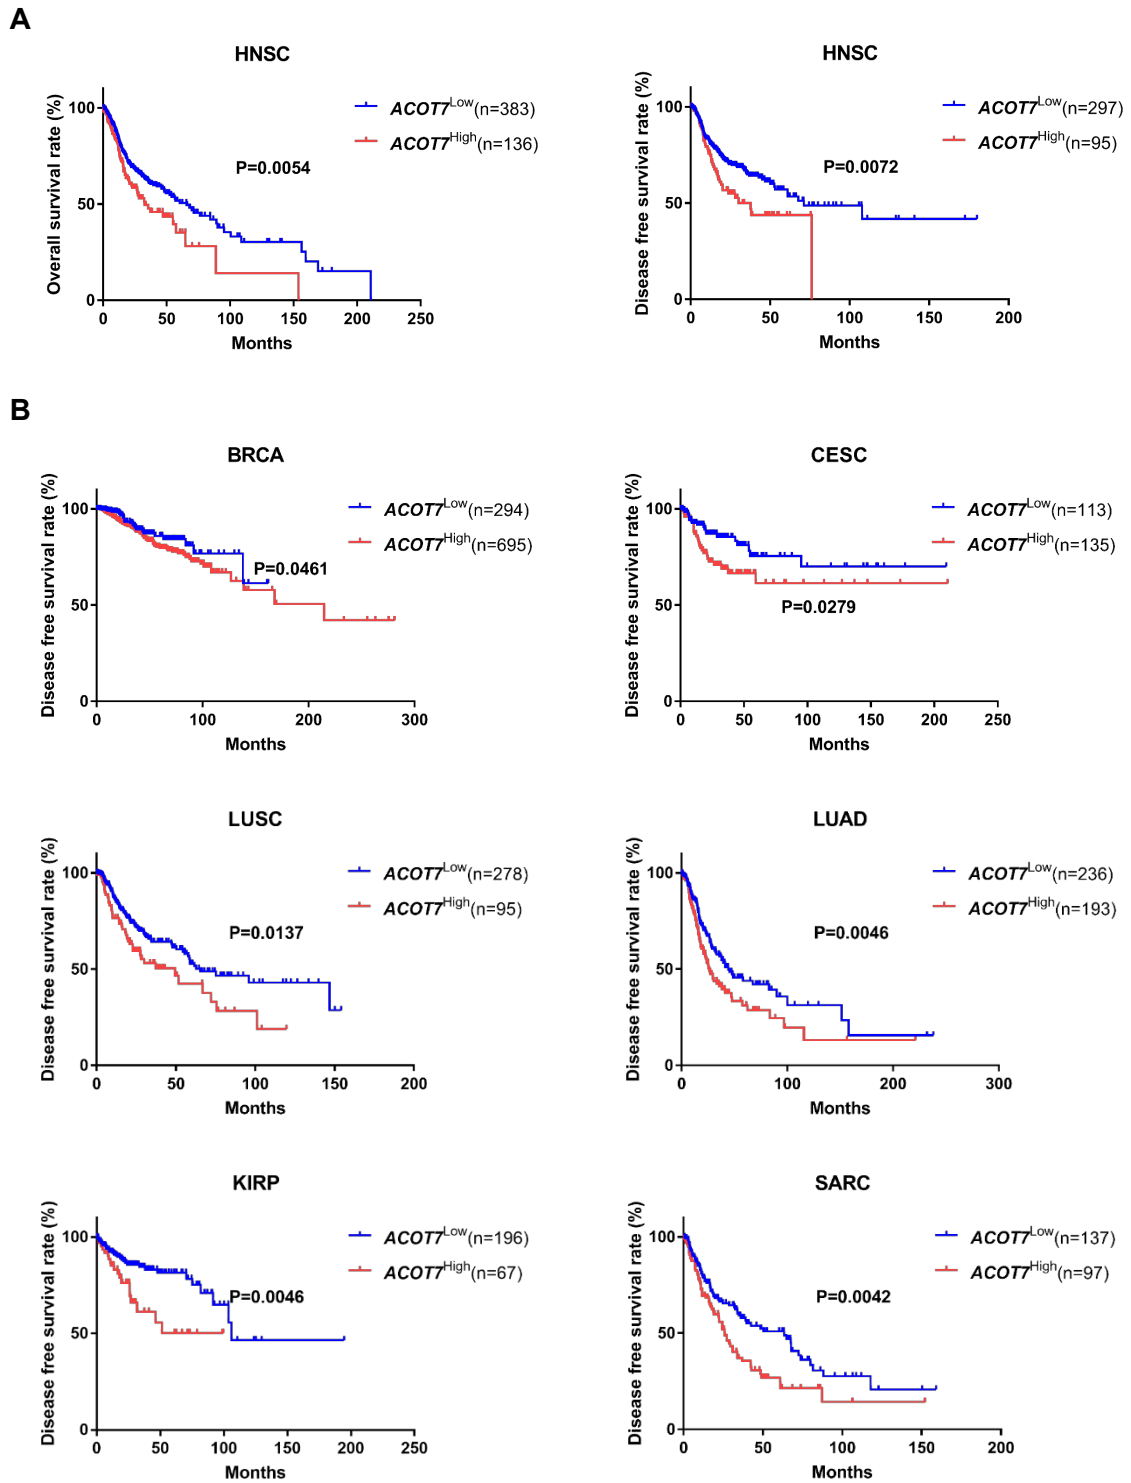 A
HNSC
Overall survival rate (%)
100
50
0
0 50 100 150 200 250
Months
ACOT7Low(n=383)
ACOT7High(n=136)
P=0.0054
HNSC
Disease free survival rate (%)
100
50
0
0 50 100 150 200
Months
ACOT7Low(n=297)
ACOT7High(n=95)
P=0.0072
B
BRCA
Disease free survival rate (%)
100
50
0
0 100 200 300
Months
ACOT7Low(n=294)
ACOT7High(n=695)
P=0.0461
CESC
Disease free survival rate (%)
100
50
0
0 50 100 150 200 250
Months
ACOT7Low(n=113)
ACOT7High(n=135)
P=0.0279
LUSC
Disease free survival rate (%)
100
50
0
0 50 100 150 200
Months
ACOT7Low(n=278)
ACOT7High(n=95)
P=0.0137
LUAD
Disease free survival rate (%)
100
50
0
0 100 200 300
Months
ACOT7Low(n=236)
ACOT7High(n=193)
P=0.0046
KIRP
Disease free survival rate (%)
100
50
0
0 50 100 150 200 250
Months
ACOT7Low(n=196)
ACOT7High(n=67)
P=0.0046
SARC
Disease free survival rate (%)
100
50
0
0 50 100 150 200
Months
ACOT7Low(n=137)
ACOT7High(n=97)
P=0.0042